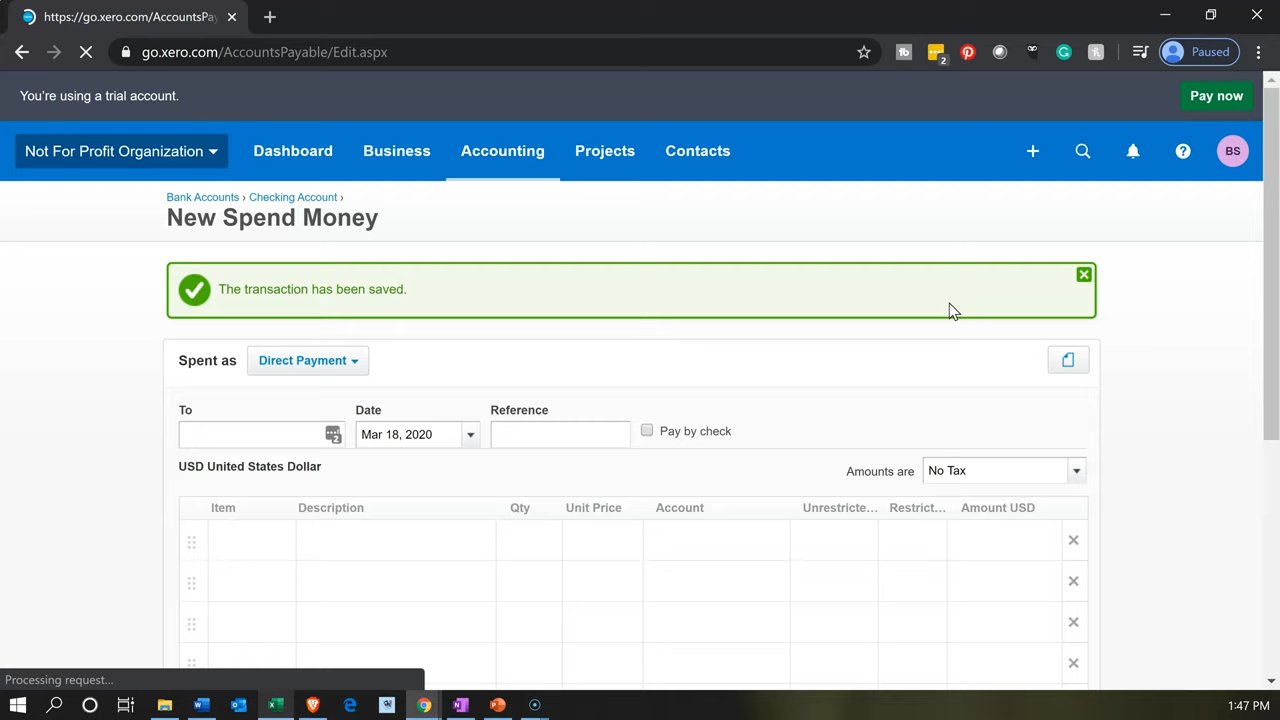 https://go.xero.com/AccountsPay
go.xero.com/AccountsPayable/Edit.aspx
2
Paused
You're using a trial account.
Pay now
Not For Profit Organization
Dashboard
Business
Accounting
Projects
Contacts
BS
Bank Accounts › Checking Account ›
New Spend Money
The transaction has been saved.
Spent as
Direct Payment
To
Date
Reference
2
Mar 18, 2020
Pay by check
USD United States Dollar
Amounts are
No Tax
Item
Description
Qty
Unit Price
Account
Unrestricte...
Restrict...
Amount USD
Processing request...
1:47 PM